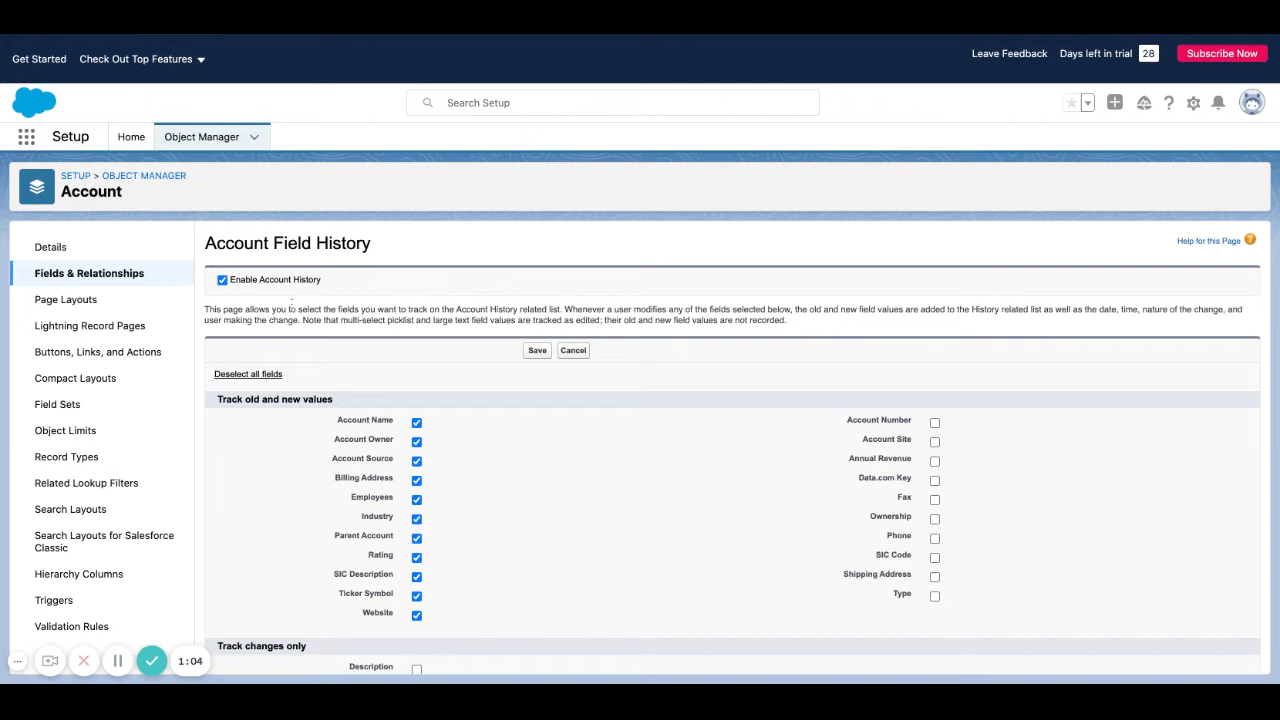 Get Started
Check Out Top Features
Leave Feedback
Days left in trial
28
Subscribe Now
Search Setup
Setup
Home
Object Manager
SETUP > OBJECT MANAGER
Account
Details
Fields & Relationships
Page Layouts
Lightning Record Pages
Buttons, Links, and Actions
Compact Layouts
Field Sets
Object Limits
Record Types
Related Lookup Filters
Search Layouts
Search Layouts for Salesforce
Classic
Hierarchy Columns
Triggers
Validation Rules
Account Field History
Help for this Page ?
Enable Account History
This page allows you to select the fields you want to track on the Account History related list. Whenever a user modifies any of the fields selected below, the old and new field values are added to the History related list as well as the date, time, nature of the change, and
user making the change. Note that multi-select picklist and large text field values are tracked as edited; their old and new field values are not recorded.
Save
Cancel
Deselect all fields
Track old and new values
Account Name
Account Number
Account Owner
Account Site
Account Source
Annual Revenue
Billing Address
Data.com Key
Employees
Fax
Industry
Ownership
Parent Account
Phone
Rating
SIC Code
SIC Description
Shipping Address
Ticker Symbol
Type
Website
Track changes only
Description
1:04